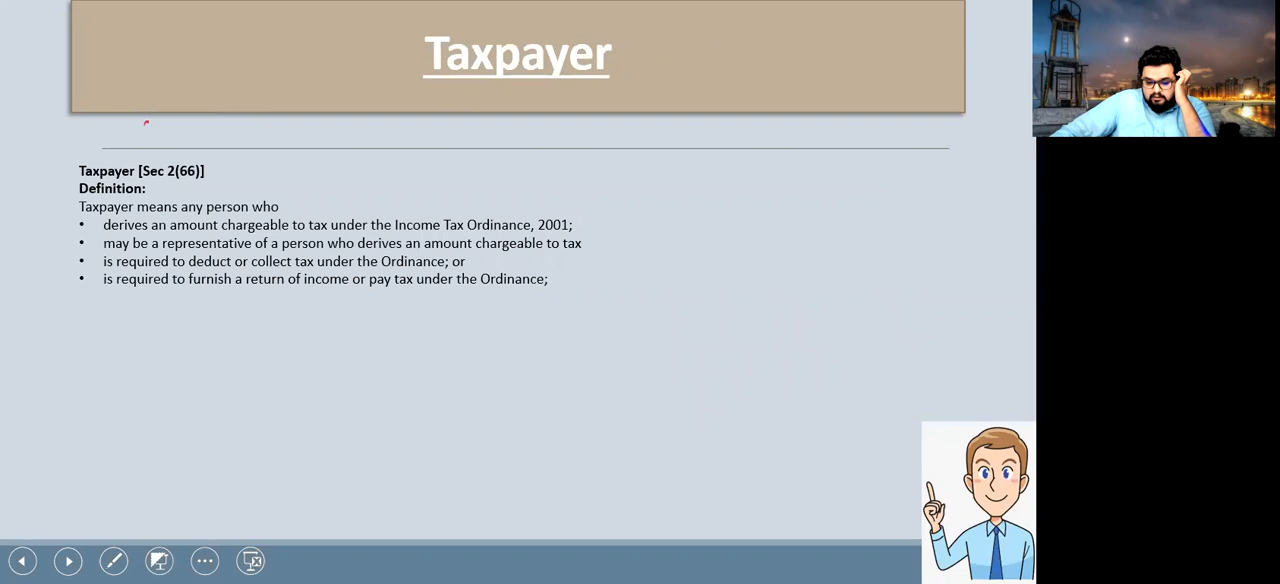 Taxpayer
Taxpayer [Sec 2(66)]
Definition:
Taxpayer means any person who
• derives an amount chargeable to tax under the Income Tax Ordinance, 2001;
• may be a representative of a person who derives an amount chargeable to tax
• is required to deduct or collect tax under the Ordinance; or
• is required to furnish a return of income or pay tax under the Ordinance;